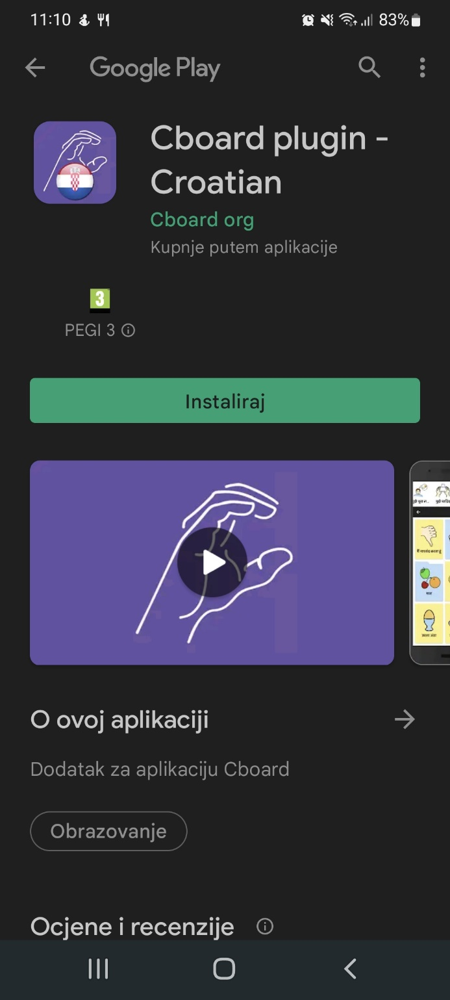 11:10
83%
Google Play
Cboard plugin -
Croatian
Cboard org
Kupnje putem aplikacije
3
PEGI 3
Instaliraj
O ovoj aplikaciji
Dodatak za aplikaciju Cboard
Obrazovanje
Ocjene i recenzije